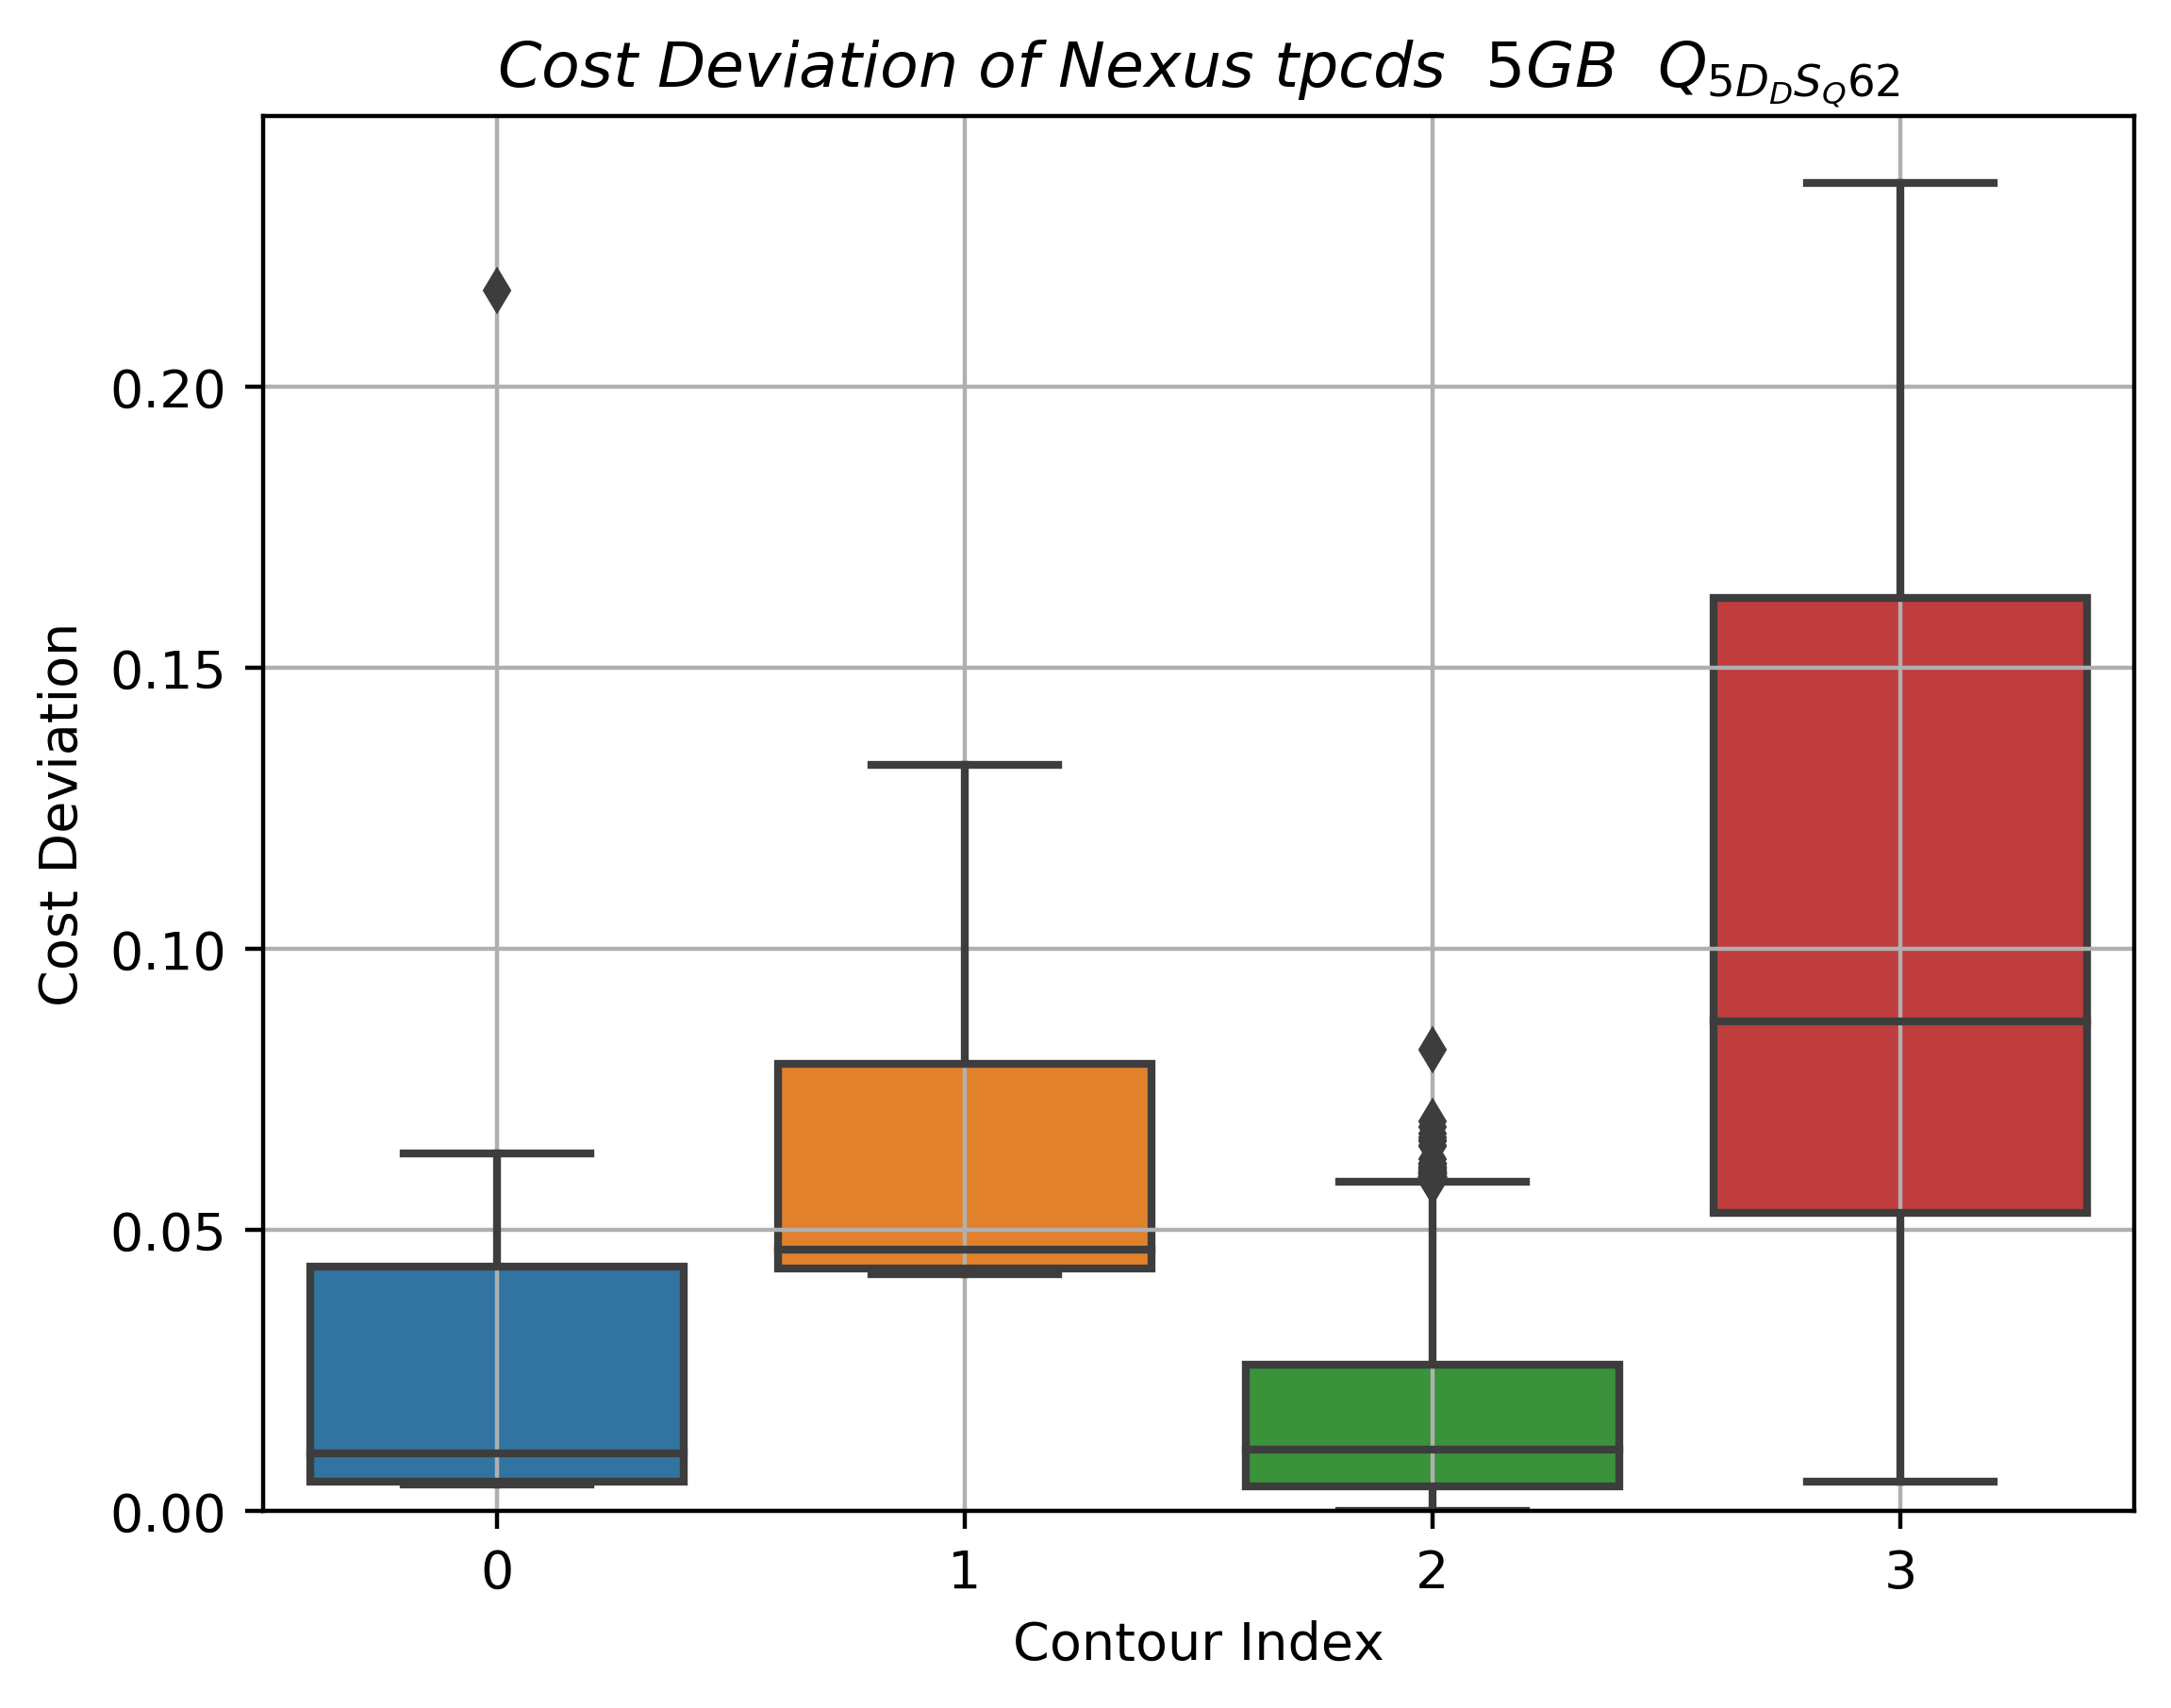 Cost Deviation of Nexus tpcds 5GB Q5DDSQ62
0.20
0.15
0.10
0.05
0.00
Cost Deviation
0 1 2 3
Contour Index